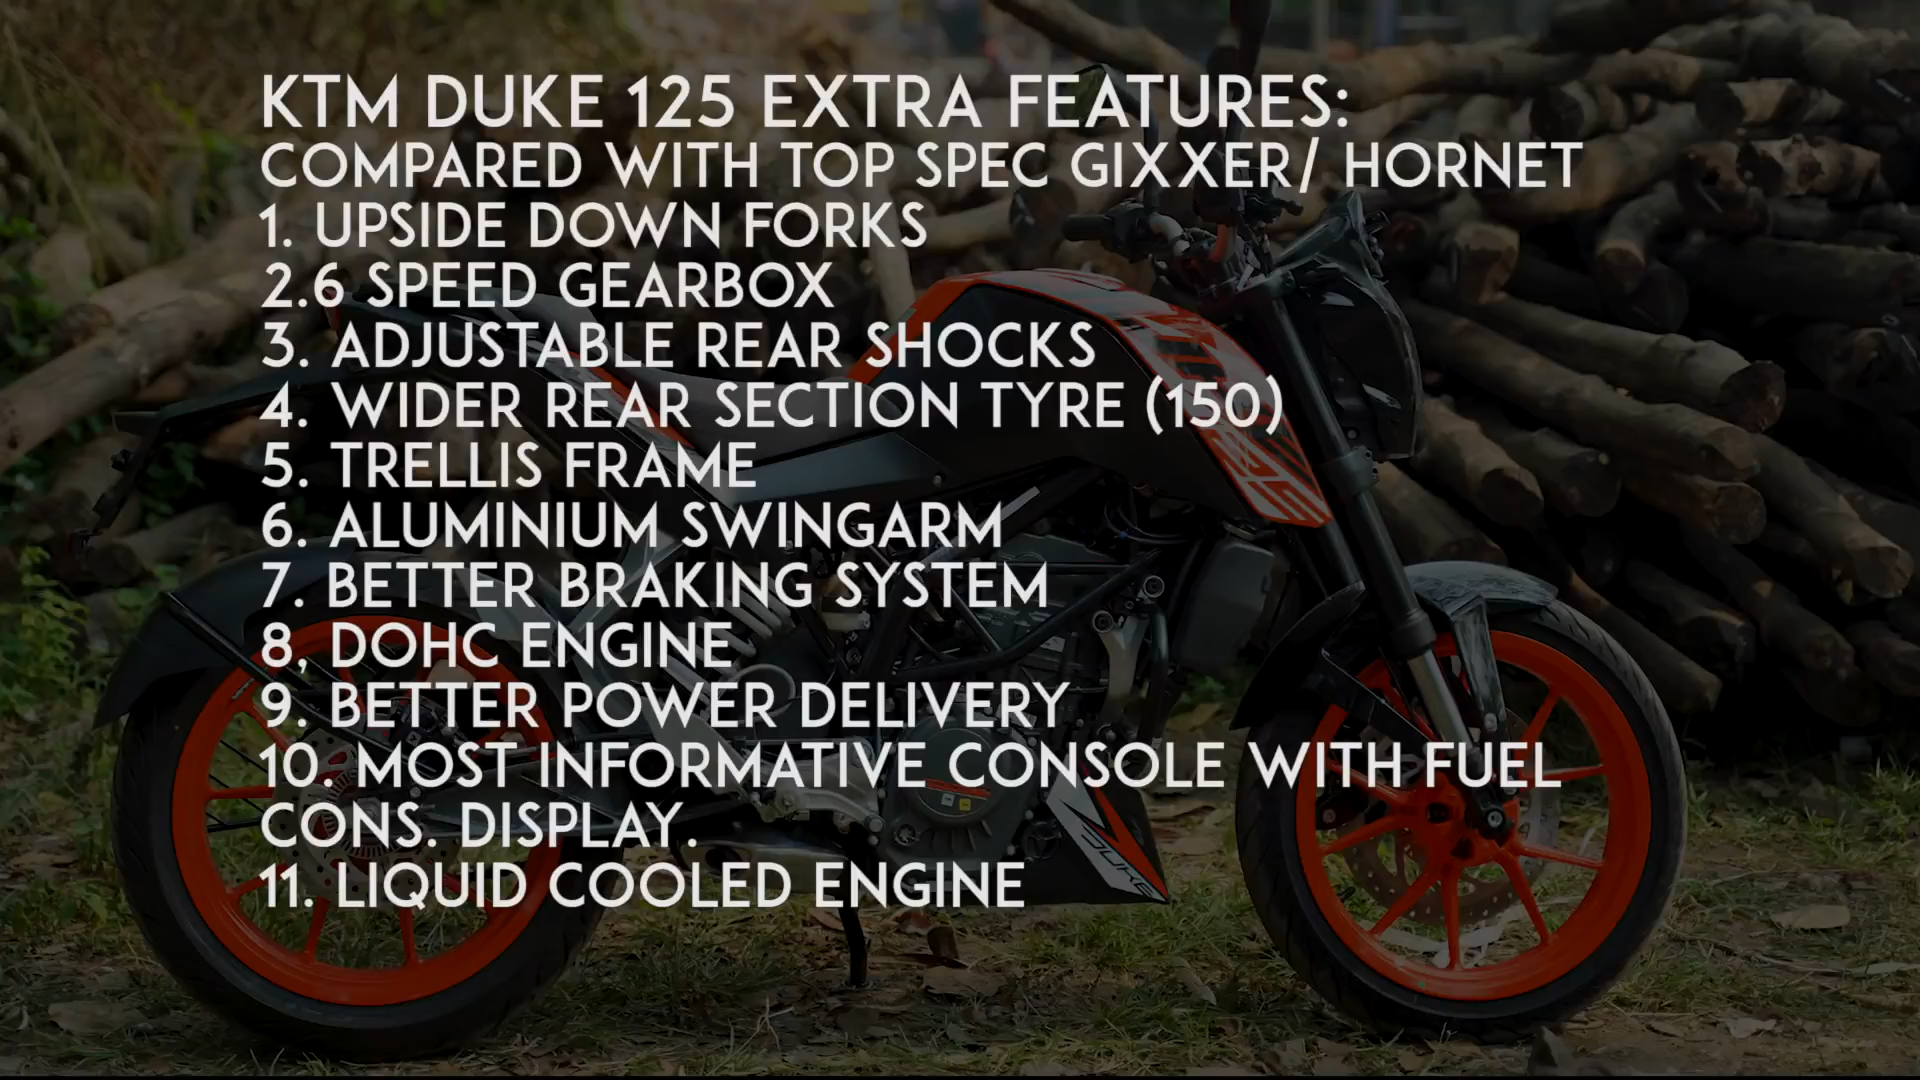 KTM DUKE 125 EXTRA FEATURES:
COMPARED WITH TOP SPEC GIXXER/ HORNET
1. UPSIDE DOWN FORKS
2.6 SPEED GEARBOX
3. ADJUSTABLE REAR SHOCKS
4. WIDER REAR SECTION TYRE (150)
5. TRELLIS FRAME
6. ALUMINIUM SWINGARM
7. BETTER BRAKING SYSTEM
8, DOHC ENGINE
9. BETTER POWER DELIVERY
10. MOST INFORMATIVE CONSOLE WITH FUEL
CONS. DISPLAY.
11. LIQUID COOLED ENGINE
DUKE